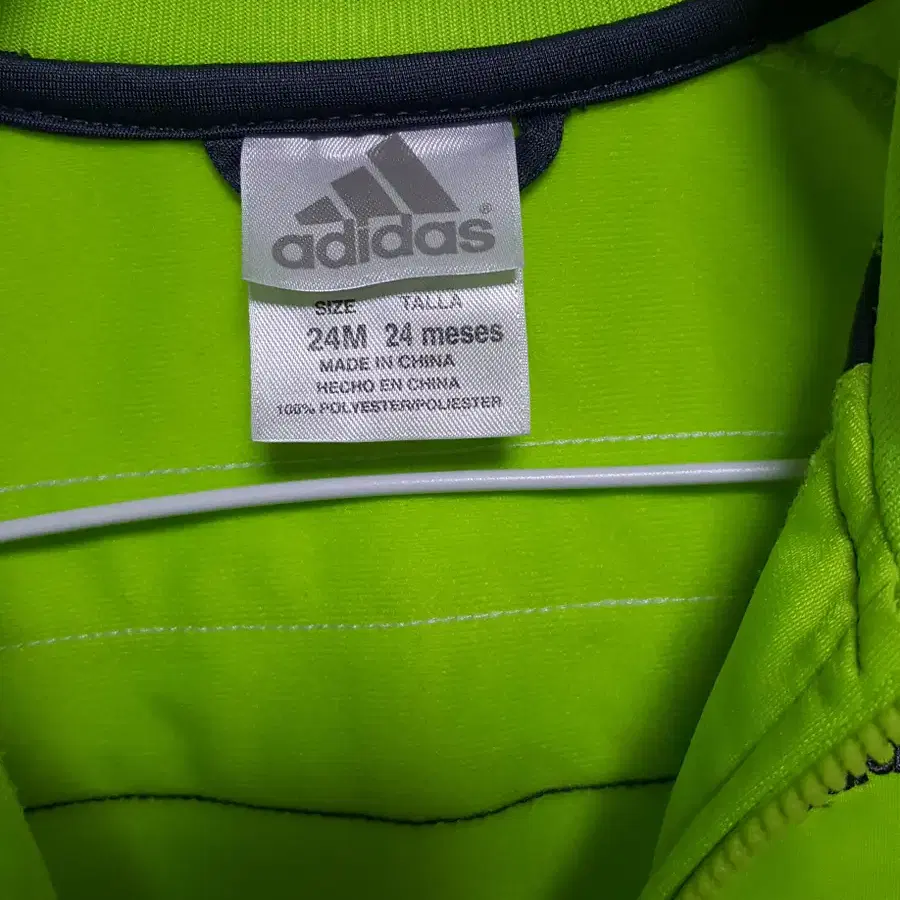 adidas®
SIZE TALLA
24M 24 meses
MADE IN CHINA
HECHO EN CHINA
100% POLYESTER/POLIESTER